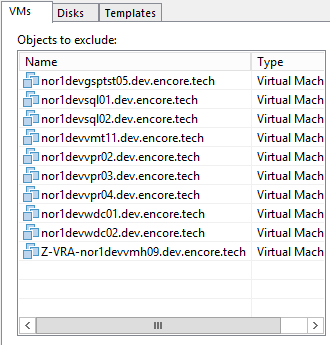 VMs Disks Templates
Objects to exclude:
Name Type
nor1devgsptst05.dev.encore.tech Virtual Mach
nor1devsql01.dev.encore.tech Virtual Mach
nor1devsql02.dev.encore.tech Virtual Mach
nor1devvmt11.dev.encore.tech Virtual Mach
nor1devvpr02.dev.encore.tech Virtual Mach
nor1devvpr03.dev.encore.tech Virtual Mach
nor1devvpr04.dev.encore.tech Virtual Mach
nor1devwdc01.dev.encore.tech Virtual Mach
nor1devwdc02.dev.encore.tech Virtual Mach
Z-VRA-nor1devvmh09.dev.encore.tech Virtual Mach